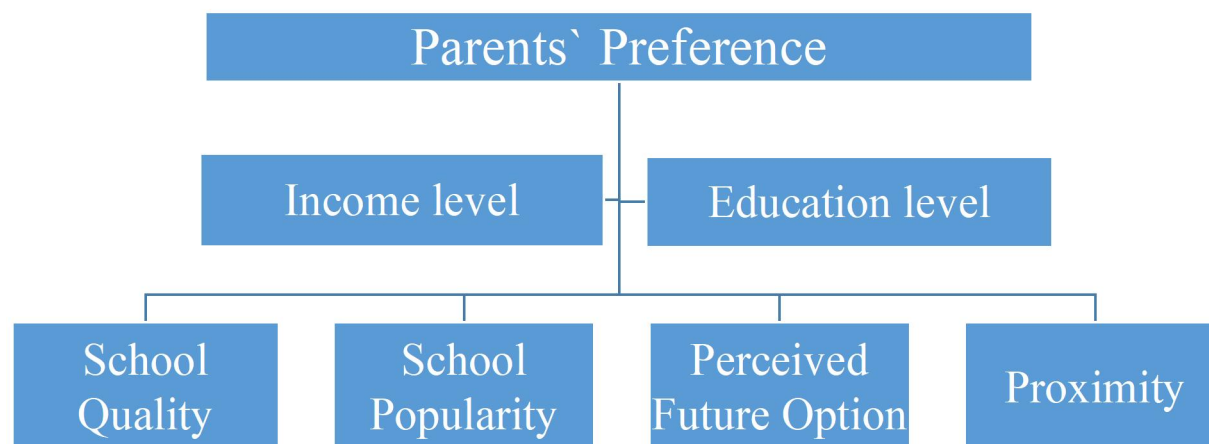 Parents` Preference
Income level
Education level
School
Quality
School
Popularity
Perceived
Future Option
Proximity